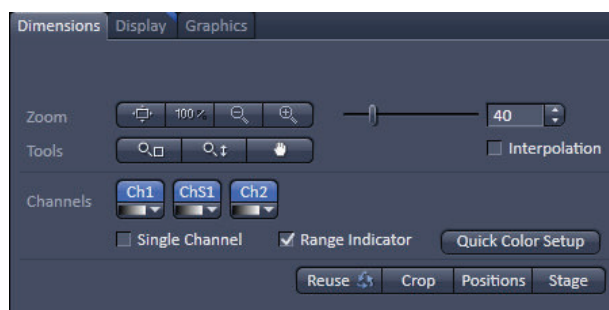 Dimensions Display Graphics
Zoom 100% 40
Tools Interpolation
Channels Ch1 ChS1 Ch2
Single Channel Range Indicator Quick Color Setup
Reuse Crop Positions Stage